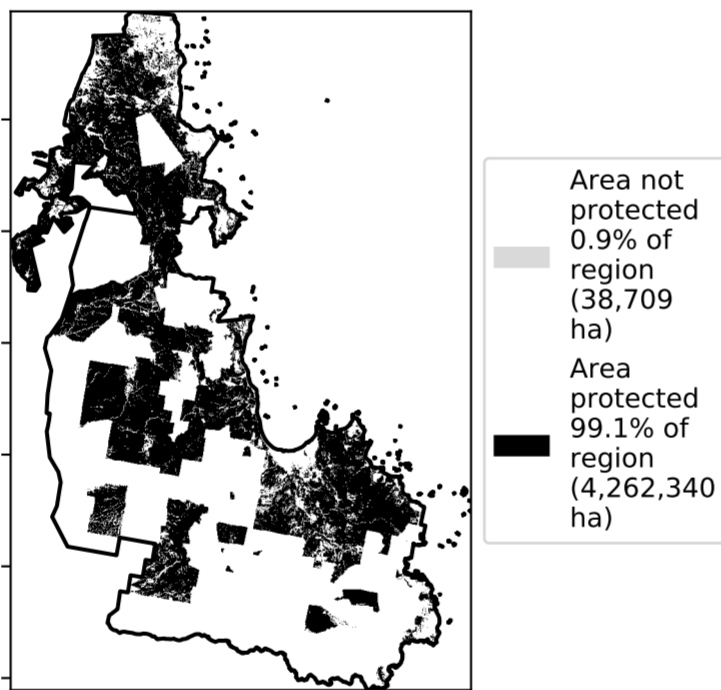 Area not
protected
0.9% of
region
(38,709
ha)
Area
protected
99.1% of
region
(4,262,340
ha)